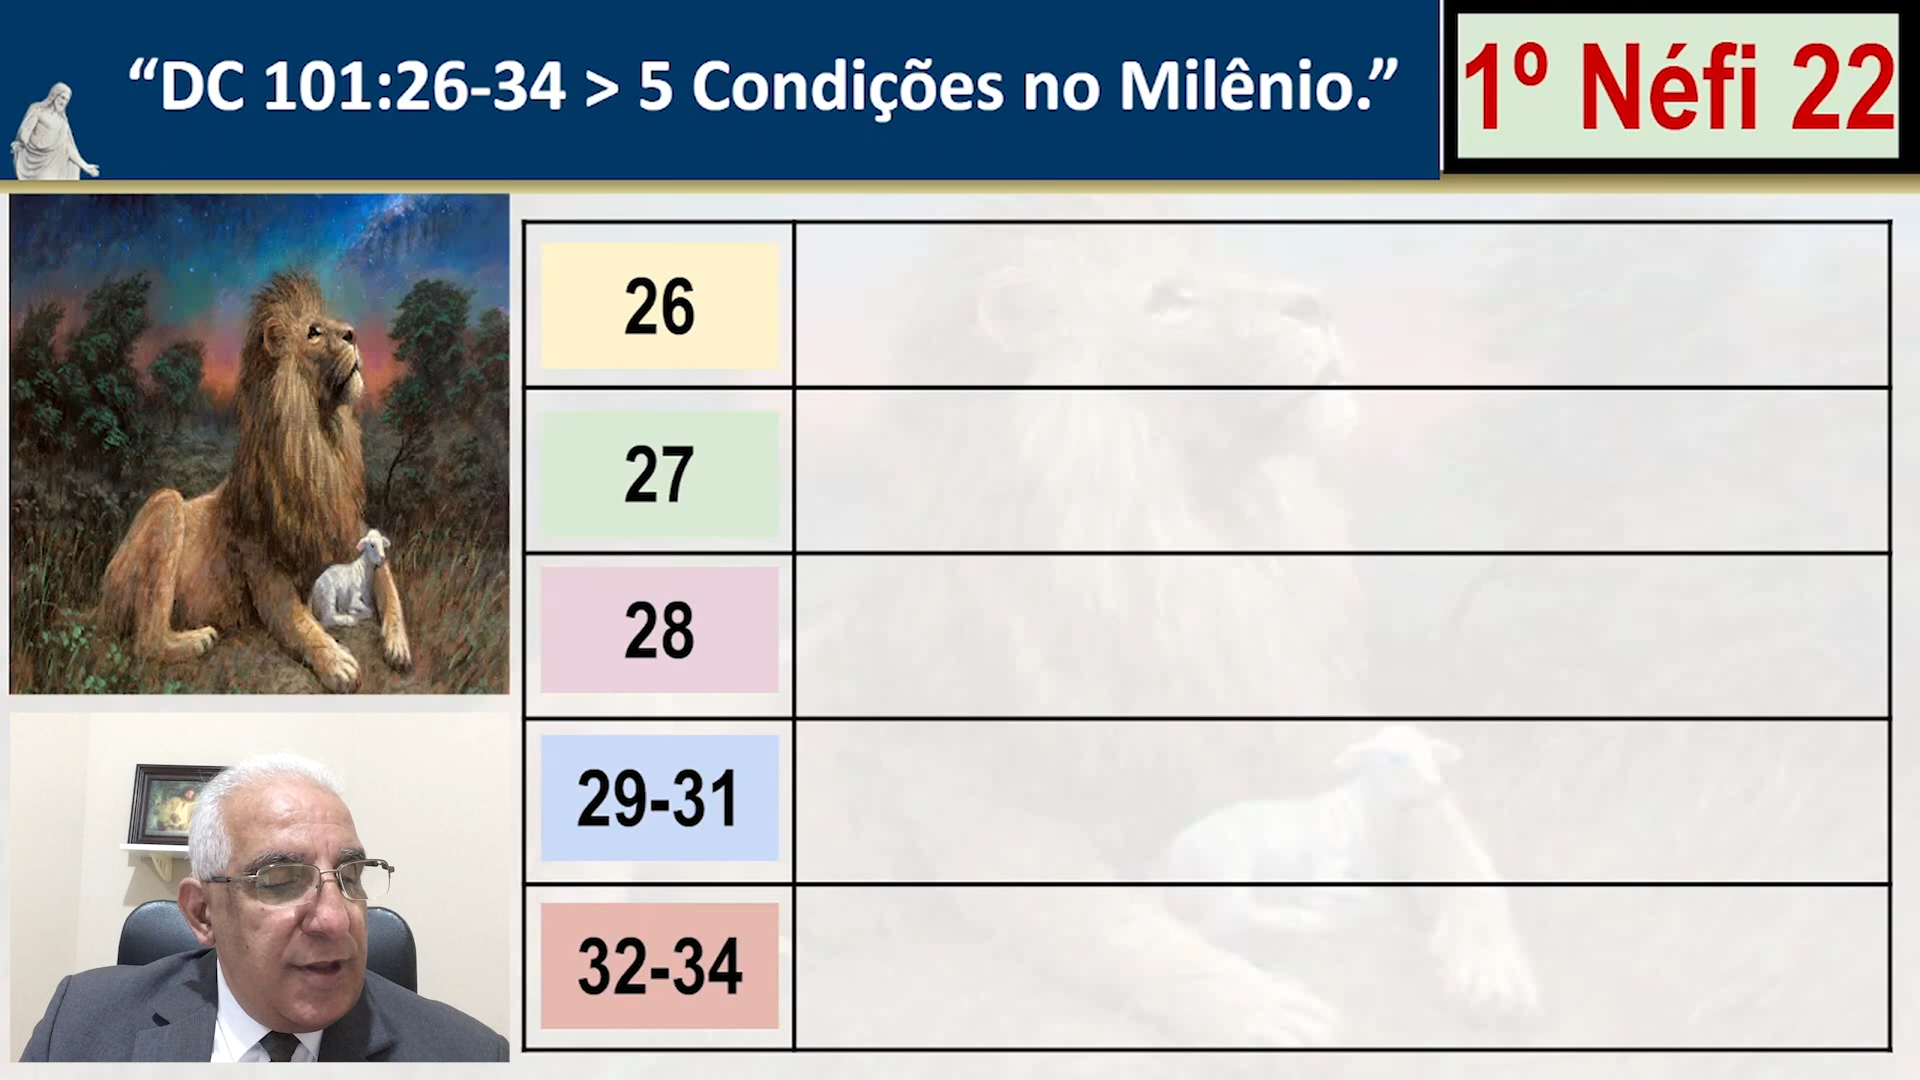 “DC 101:26-34 > 5 Condições no Milênio.”
1º Néfi 22
26
27
28
29-31
32-34